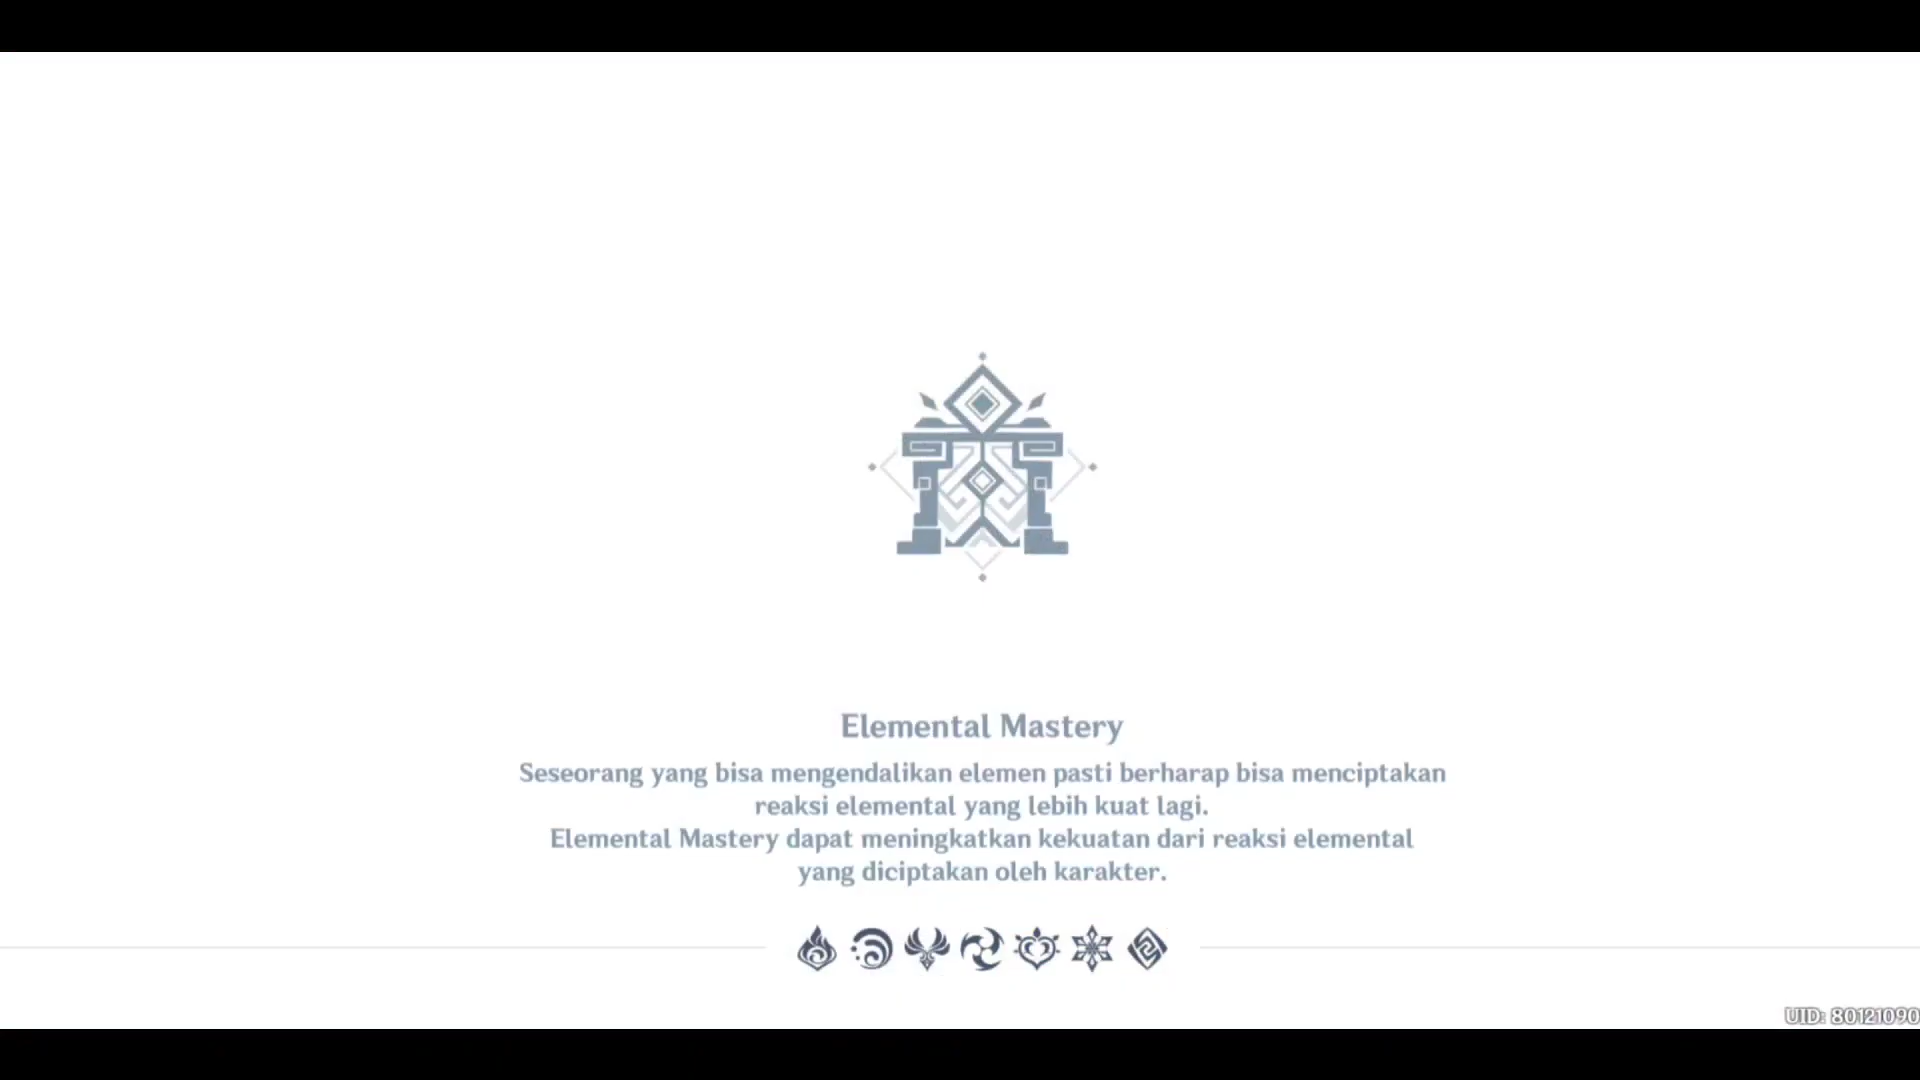 Elemental Mastery
Seseorang yang bisa mengendalikan elemen pasti berharap bisa menciptakan
reaksi elemental yang lebih kuat lagi.
Elemental Mastery dapat meningkatkan kekuatan dari reaksi elemental
yang diciptakan oleh karakter.
UID: 80121090